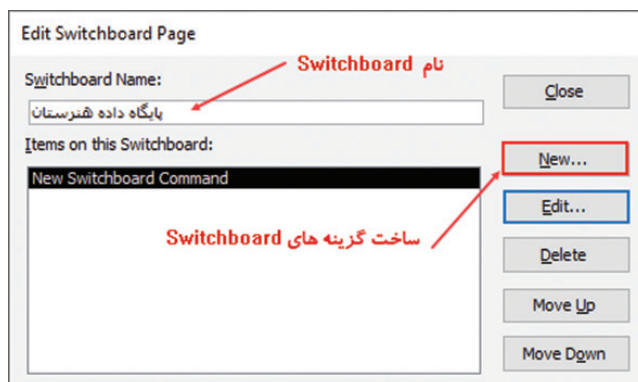 Edit Switchboard Page
نام Switchboard
Switchboard Name:
Close
پایگاه داده هنرستان
Items on this Switchboard:
New...
New Switchboard Command
Edit...
ساخت گزینه های Switchboard
Delete
Move Up
Move Down